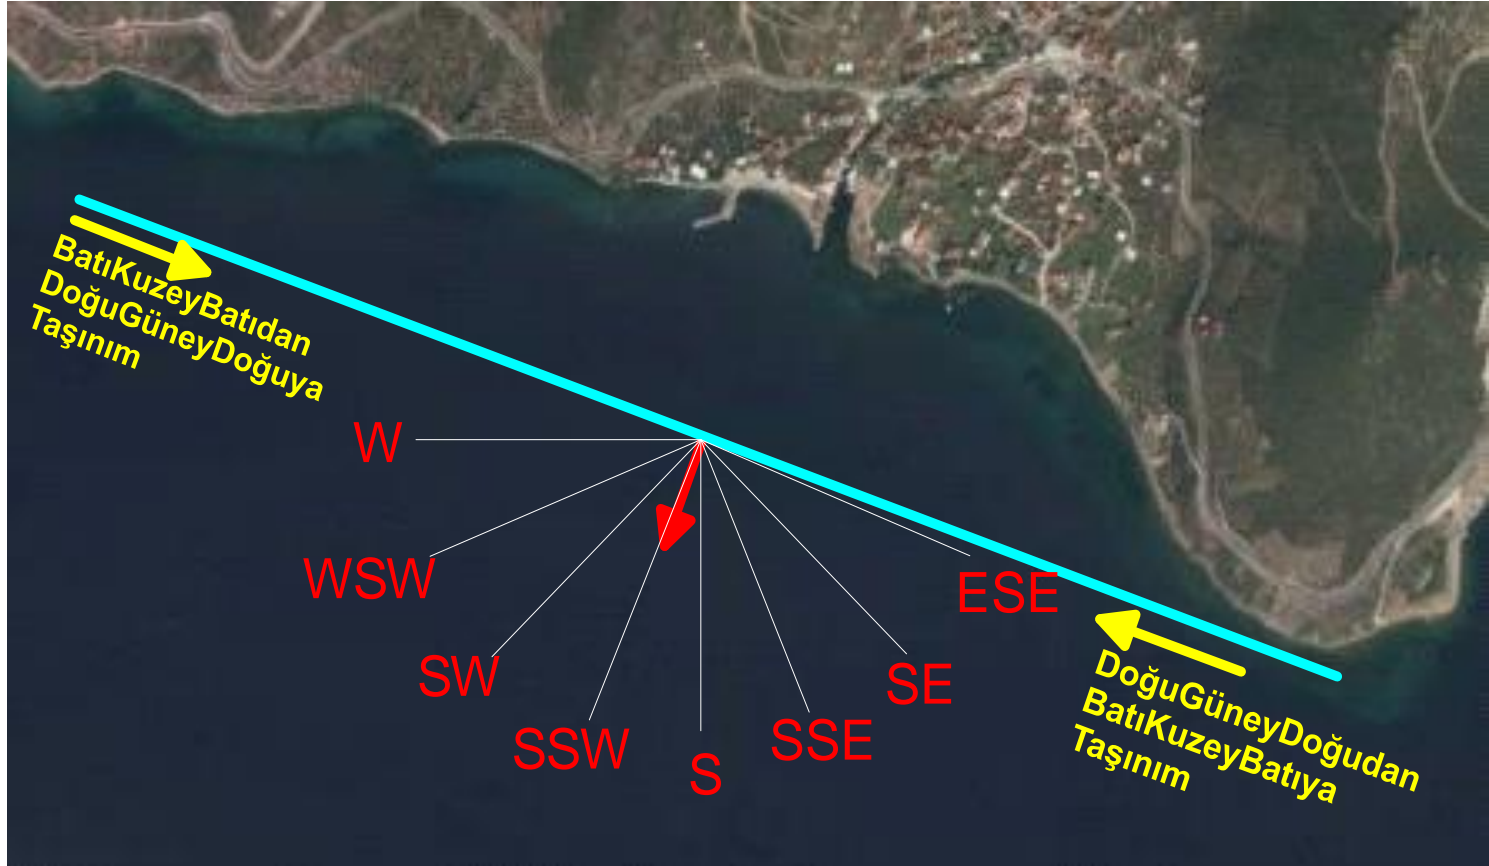 BatıKuzeyBatıdan
DoğuGüneyDoğuya
Taşınım
W
WSW
SW
SSW
S
SSE
SE
ESE
DoğuGüneyDoğudan
BatıKuzeyBatıya
Taşınım